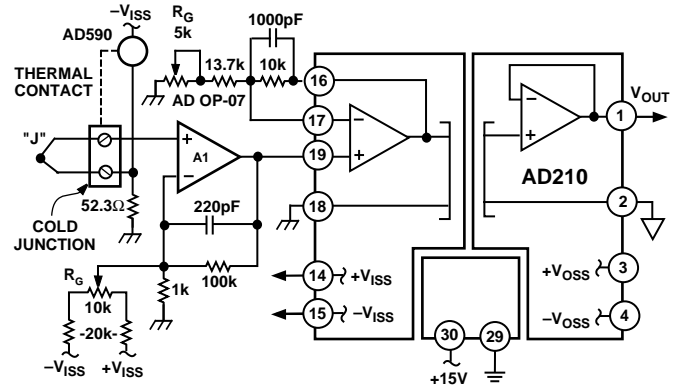 –VISS
AD590
THERMAL
CONTACT
"J"
COLD
JUNCTION
52.3Ω
RG
5k
13.7k
1000pF
10k
AD OP-07
+
–
A1
220pF
100k
1k
RG
10k
-20k-
–VISS
+VISS
16
17
19
18
14
15
–
+
+VISS
–VISS
30
29
+15V
–
+
AD210
VOUT
1
2
3
4
+VOSS
–VOSS